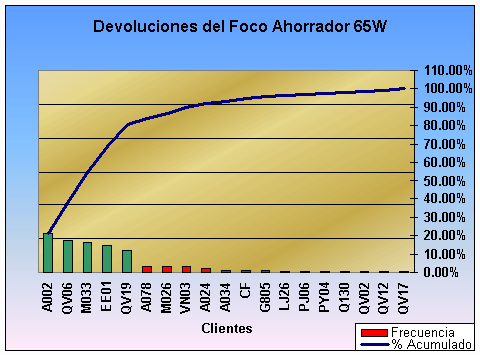 Devoluciones del Foco Ahorrador 65W
110.00%
100.00%
90.00%
80.00%
70.00%
60.00%
50.00%
40.00%
30.00%
20.00%
10.00%
0.00%
A002
QV06
M033
EE01
QV19
A078
M026
VN03
A024
A034
CF
G805
LJ26
PJ06
PY04
Q130
QV02
QV12
QV17
Clientes
Frecuencia
% Acumulado